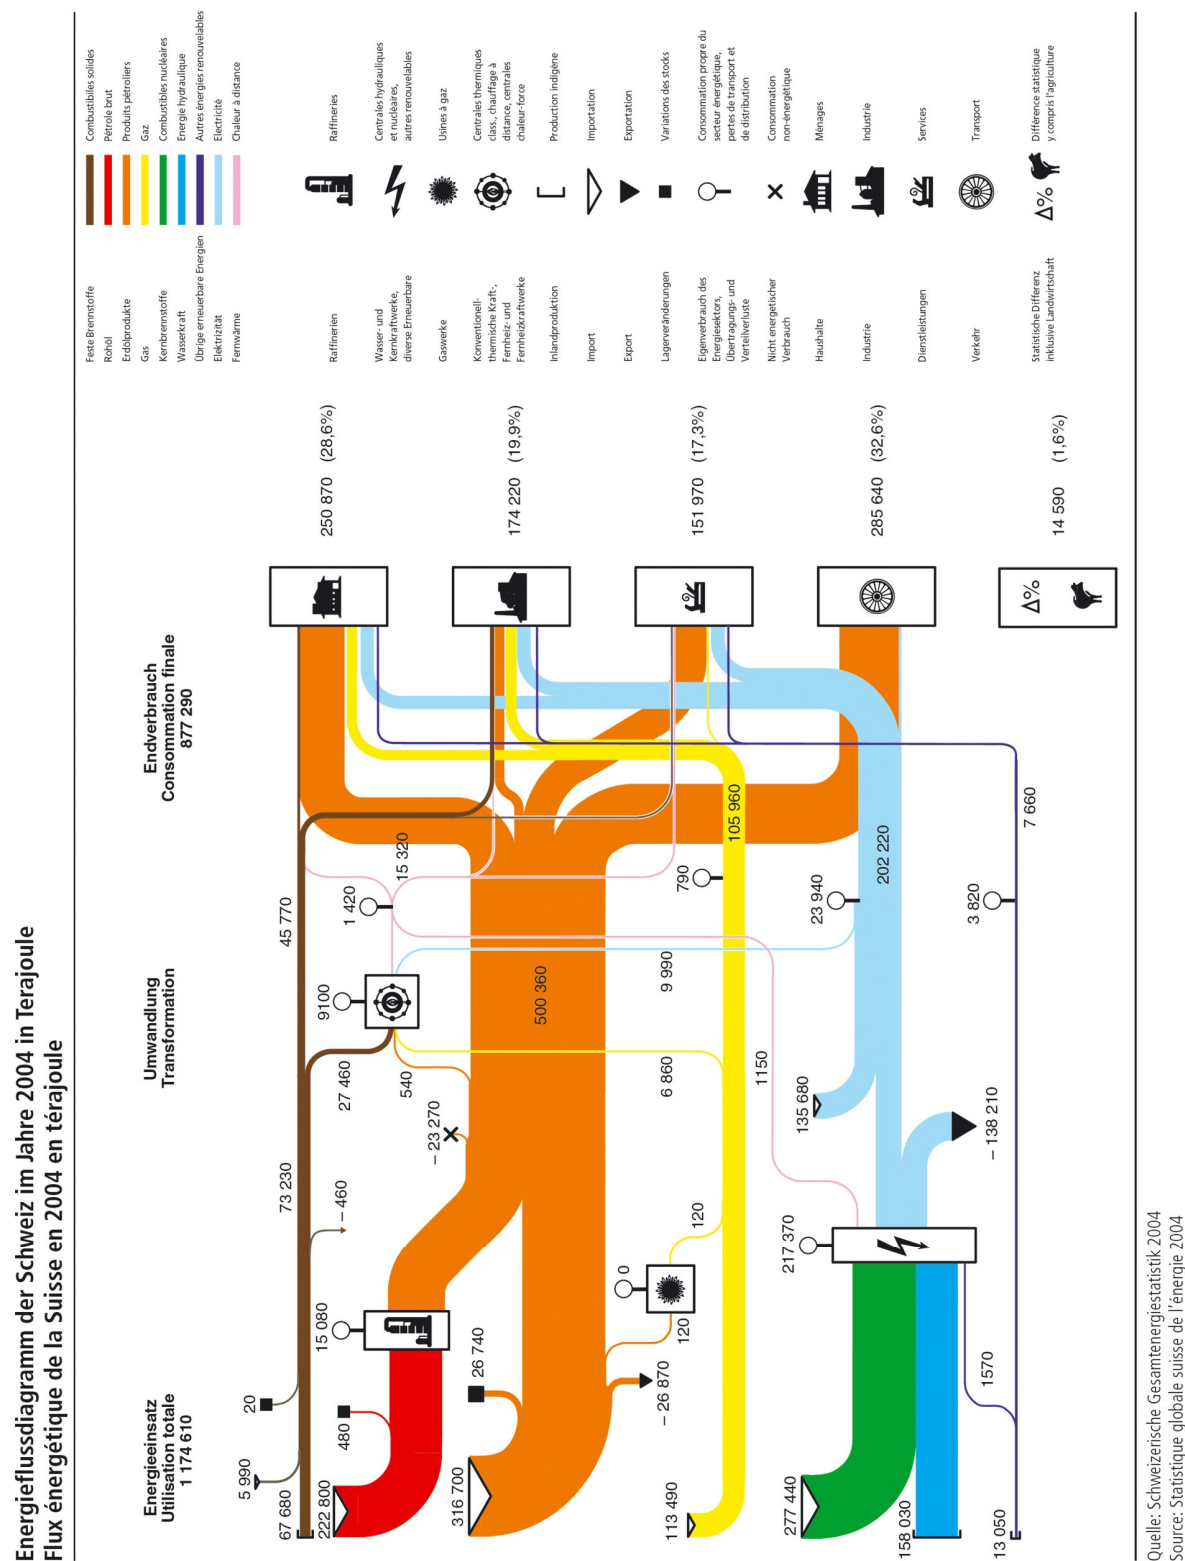 Energieflussdiagramm der Schweiz im Jahre 2004 in Terajoule
Flux énergétique de la Suisse en 2004 en térajoule
Energieeinsatz
Utilisation totale
1 174 610
Umwandlung
Transformation
Endverbrauch
Consommation finale
877 290
5 990
20
67 680
73 230
– 460
45 770
27 460
9100
1 420
15 320
540
222 800
480
15 080
316 700
26 740
– 26 870
– 23 270
500 360
120
0
120
113 490
6 860
9 990
790
105 960
1150
277 440
158 030
217 370
135 680
– 138 210
23 940
202 220
13 050
1570
3 820
7 660
250 870 (28,6%)
174 220 (19,9%)
151 970 (17,3%)
285 640 (32,6%)
Δ%
14 590 (1,6%)
Feste Brennstoffe
Combustibiles solides
Rohöl
Pétrole brut
Erdölprodukte
Produits pétroliers
Gas
Gaz
Kernbrennstoffe
Combustibles nucléaires
Wasserkraft
Energie hydraulique
Übrige erneuerbare Energien
Autres énergies renouvelables
Elektrizität
Electricité
Fernwärme
Chaleur à distance
Raffinerien
Raffineries
Wasser- und
Kernkraftwerke,
diverse Erneuerbare
Centrales hydrauliques
et nucléaires,
autres renouvelables
Gaswerke
Usines à gaz
Konventionell-
thermische Kraft-,
Fernheiz- und
Fernheizkraftwerke
Centrales thermiques
class., chauffage à
distance, centrales
chaleur-force
Inlandproduktion
Production indigène
Import
Importation
Export
Exportation
Lagerveränderungen
Variations des stocks
Eigenverbrauch des
Energiesektors,
Übertragungs- und
Verteilverluste
Consommation propre du
secteur énergétique,
pertes de transport et
de distribution
Nicht energetischer
Verbrauch
Consommation
non-énergétique
Haushalte
Ménages
Industrie
Industrie
Dienstleistungen
Services
Verkehr
Transport
Statistische Differenz
inklusive Landwirtschaft
Δ%
Différence statistique
y compris l'agriculture
Quelle: Schweizerische Gesamtenergiestatistik 2004
Source: Statistique globale suisse de l'énergie 2004